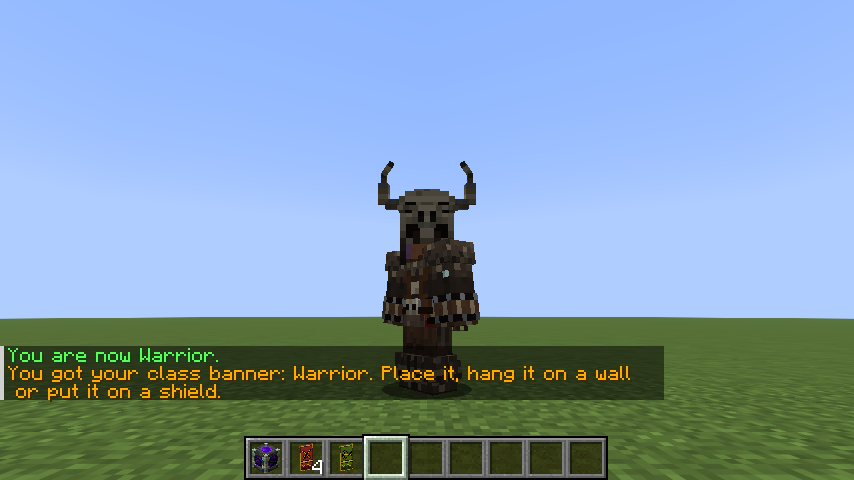 You are now Warrior.
You got your class banner: Warrior. Place it, hang it on a wall
or put it on a shield.
4